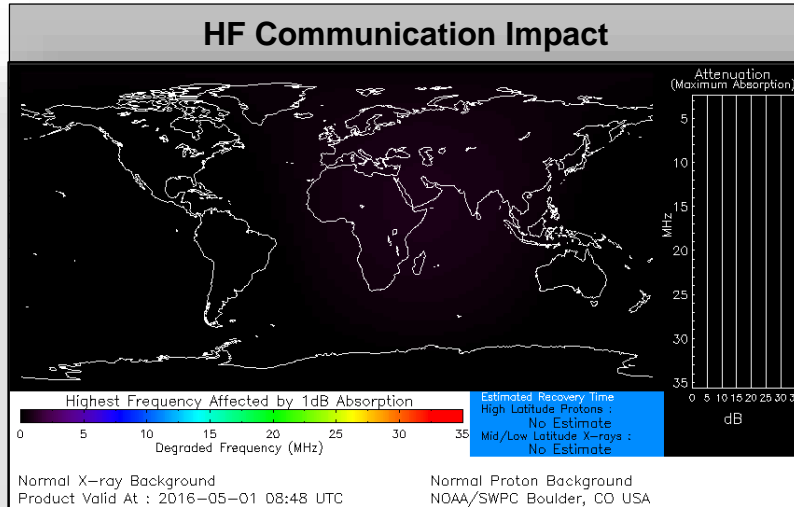 HF Communication Impact
Attenuation
(Maximum Absorption)
5
10
15
20
25
30
35
MHz
0 5 10 15 20 25 30 3
dB
Highest Frequency Affected by 1dB Absorption
0 5 10 15 20 25 30 35
Degraded Frequency (MHz)
Estimated Recovery Time
High Latitude Protons :
No Estimate
Mid/Low Latitude X-rays :
No Estimate
Normal X-ray Background
Product Valid At : 2016-05-01 08:48 UTC
Normal Proton Background
NOAA/SWPC Boulder, CO USA